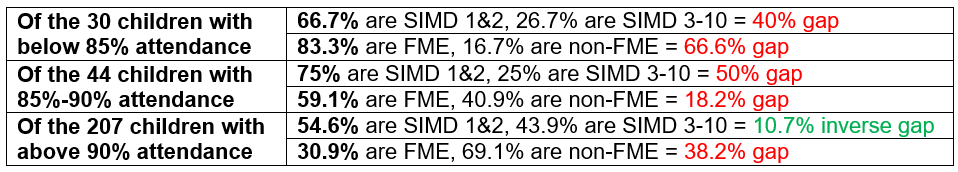 Of the 30 children with
below 85% attendance
66.7% are SIMD 1&2, 26.7% are SIMD 3-10 = 40% gap
83.3% are FME, 16.7% are non-FME = 66.6% gap
Of the 44 children with
85%-90% attendance
75% are SIMD 1&2, 25% are SIMD 3-10 = 50% gap
59.1% are FME, 40.9% are non-FME = 18.2% gap
Of the 207 children with
above 90% attendance
54.6% are SIMD 1&2, 43.9% are SIMD 3-10 = 10.7% inverse gap
30.9% are FME, 69.1% are non-FME = 38.2% gap